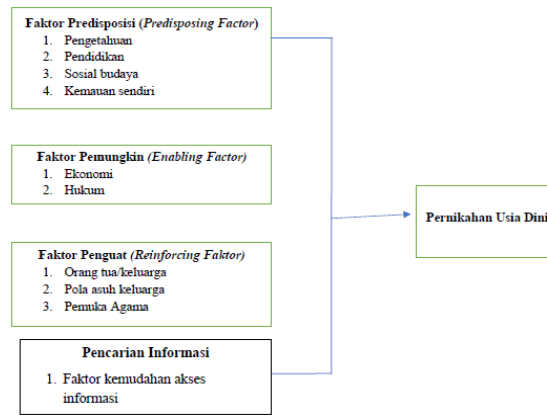 Faktor Predisposisi (Predisposing Factor)
1. Pengetahuan
2. Pendidikan
3. Sosial budaya
4. Kemauan sendiri
Faktor Pemungkin (Enabling Factor)
1. Ekonomi
2. Hukum
Faktor Penguat (Reinforcing Faktor)
1. Orang tua/keluarga
2. Pola asuh keluarga
3. Pemuka Agama
Pencarian Informasi
1. Faktor kemudahan akses
informasi
Pernikahan Usia Dini